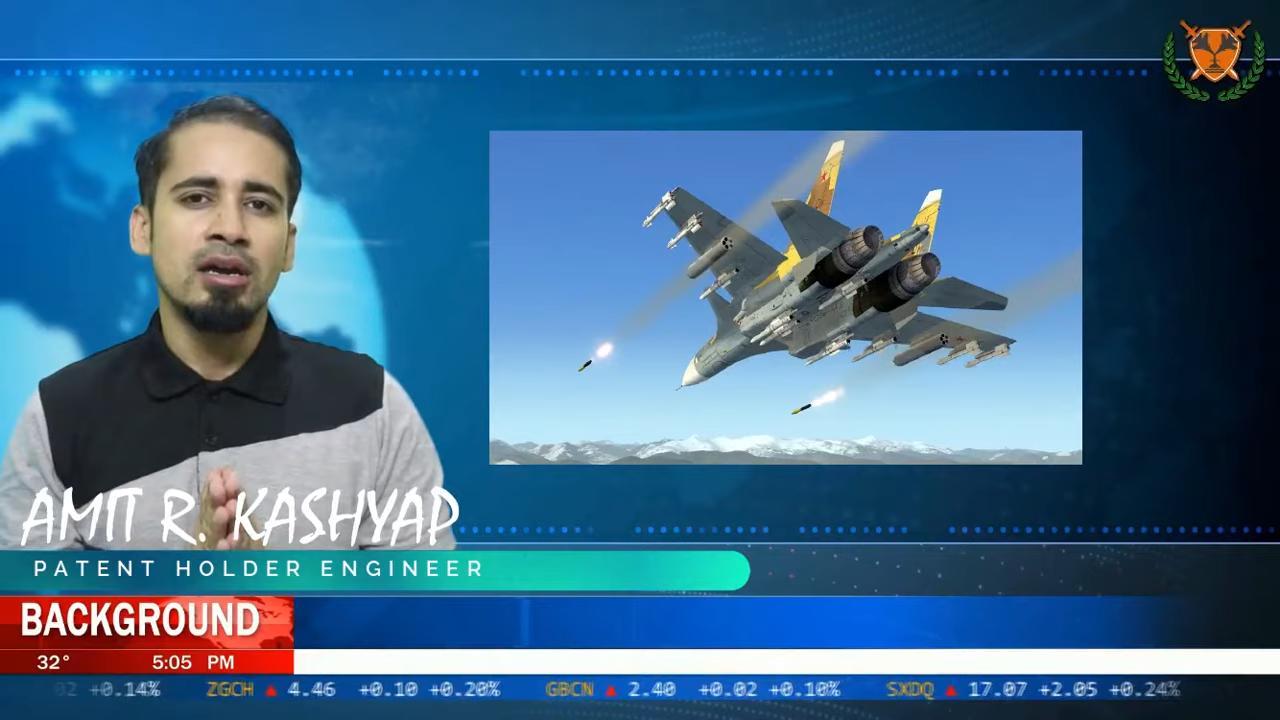 AMIT R. KASHYAP
PATENT HOLDER ENGINEER
BACKGROUND
32° 5:05 PM
02 +0.14% ZGCH ▲ 4.46 +0.10 +0.20% GBCN ▲ 2.40 +0.02 +0.10% SXDQ ▲ 17.07 +2.05 +0.24%